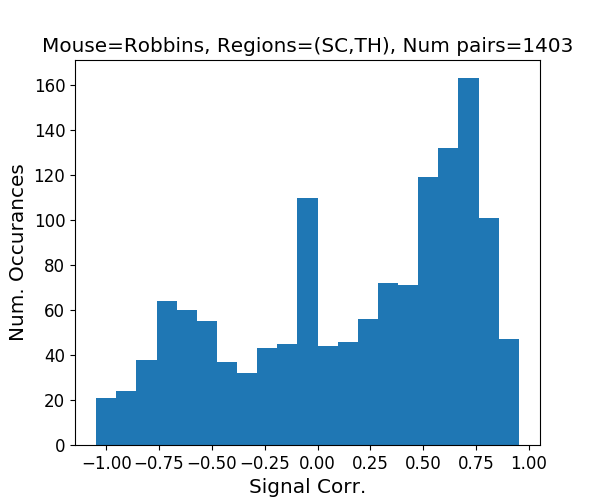 Mouse=Robbins, Regions=(SC,TH), Num pairs=1403
160
140
120
100
80
60
40
20
0
Num. Occurances
−1.00 −0.75 −0.50 −0.25 0.00 0.25 0.50 0.75 1.00
Signal Corr.